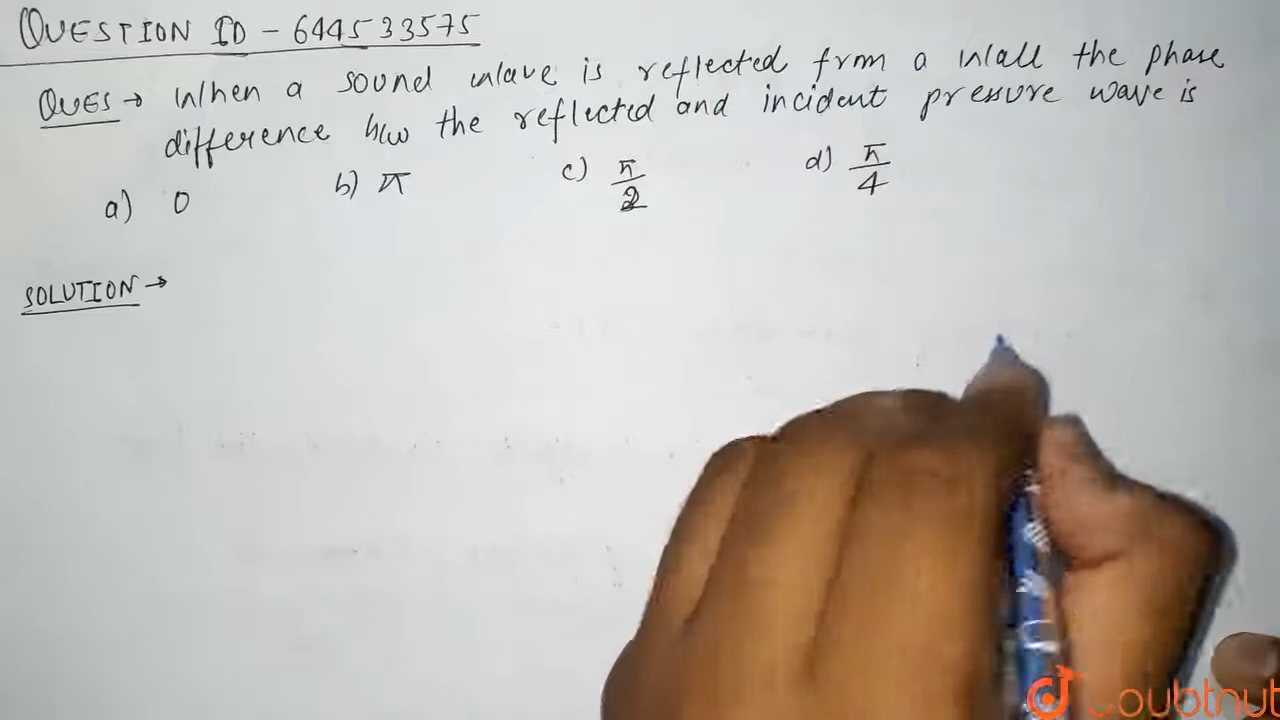 QUESTION ID - 644533575
QUES → When a sound wave is reflected from a wall the phase
difference b/w the reflected and incident pressure wave is
a) 0 b) π c) π/2 d) π/4
SOLUTION →
doubtnut